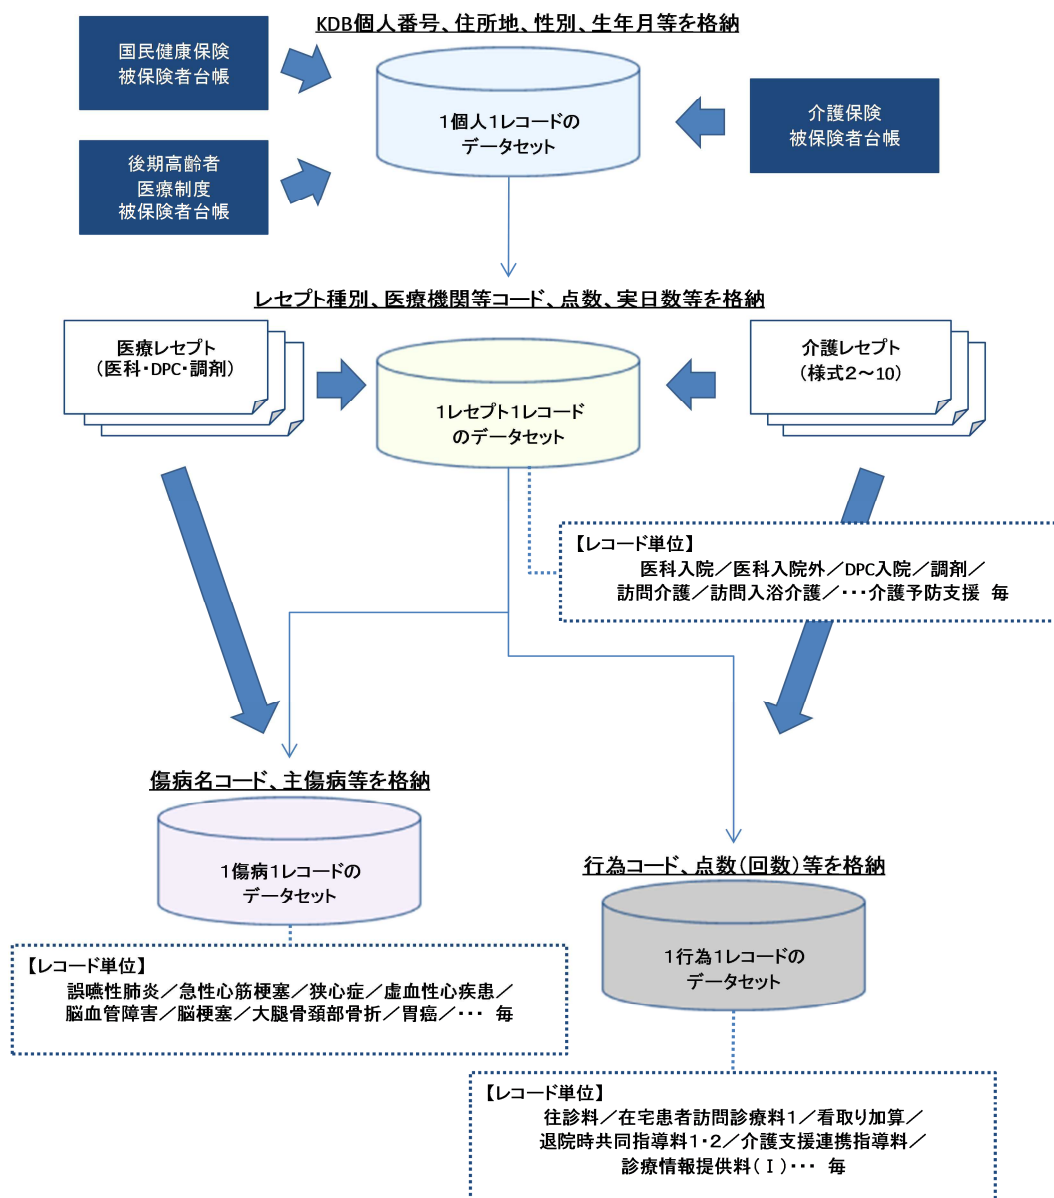 KDB個人番号、住所地、性別、生年月等を格納
国民健康保険
被保険者台帳
1個人1レコードの
データセット
介護保険
被保険者台帳
後期高齢者
医療制度
被保険者台帳
レセプト種別、医療機関等コード、点数、実日数等を格納
医療レセプト
（医科・DPC・調剤）
1レセプト1レコード
のデータセット
介護レセプト
（様式２～10）
【レコード単位】
医科入院／医科入院外／DPC入院／調剤／
訪問介護／訪問入浴介護／・・・介護予防支援 毎
傷病名コード、主傷病等を格納
1傷病1レコードの
データセット
【レコード単位】
誤嚥性肺炎／急性心筋梗塞／狭心症／虚血性心疾患／
脳血管障害／脳梗塞／大腿骨頚部骨折／胃癌／・・・ 毎
行為コード、点数（回数）等を格納
1行為1レコードの
データセット
【レコード単位】
往診料／在宅患者訪問診療料１／看取り加算／
退院時共同指導料１・２／介護支援連携指導料／
診療情報提供料（Ⅰ）・・・ 毎